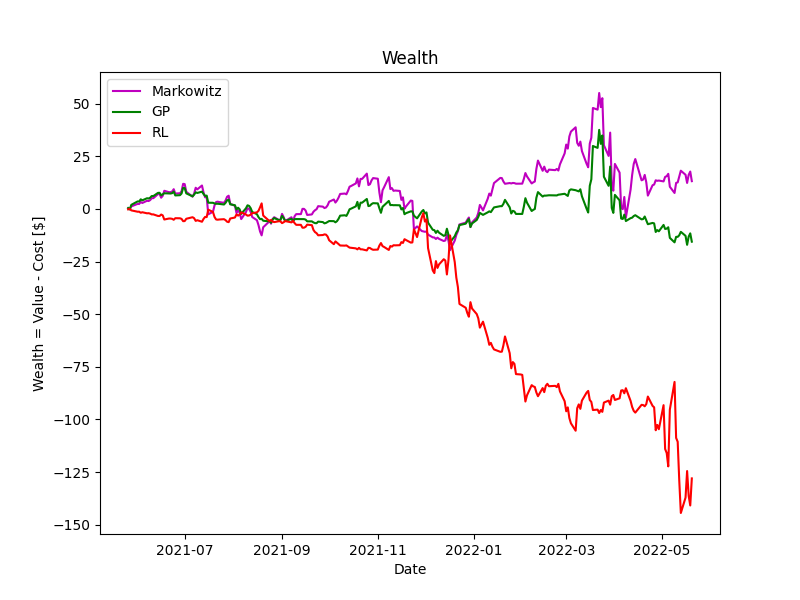 Wealth
Markowitz
GP
RL
50
25
0
−25
−50
−75
−100
−125
−150
Wealth = Value - Cost [$]
2021-07
2021-09
2021-11
2022-01
2022-03
2022-05
Date